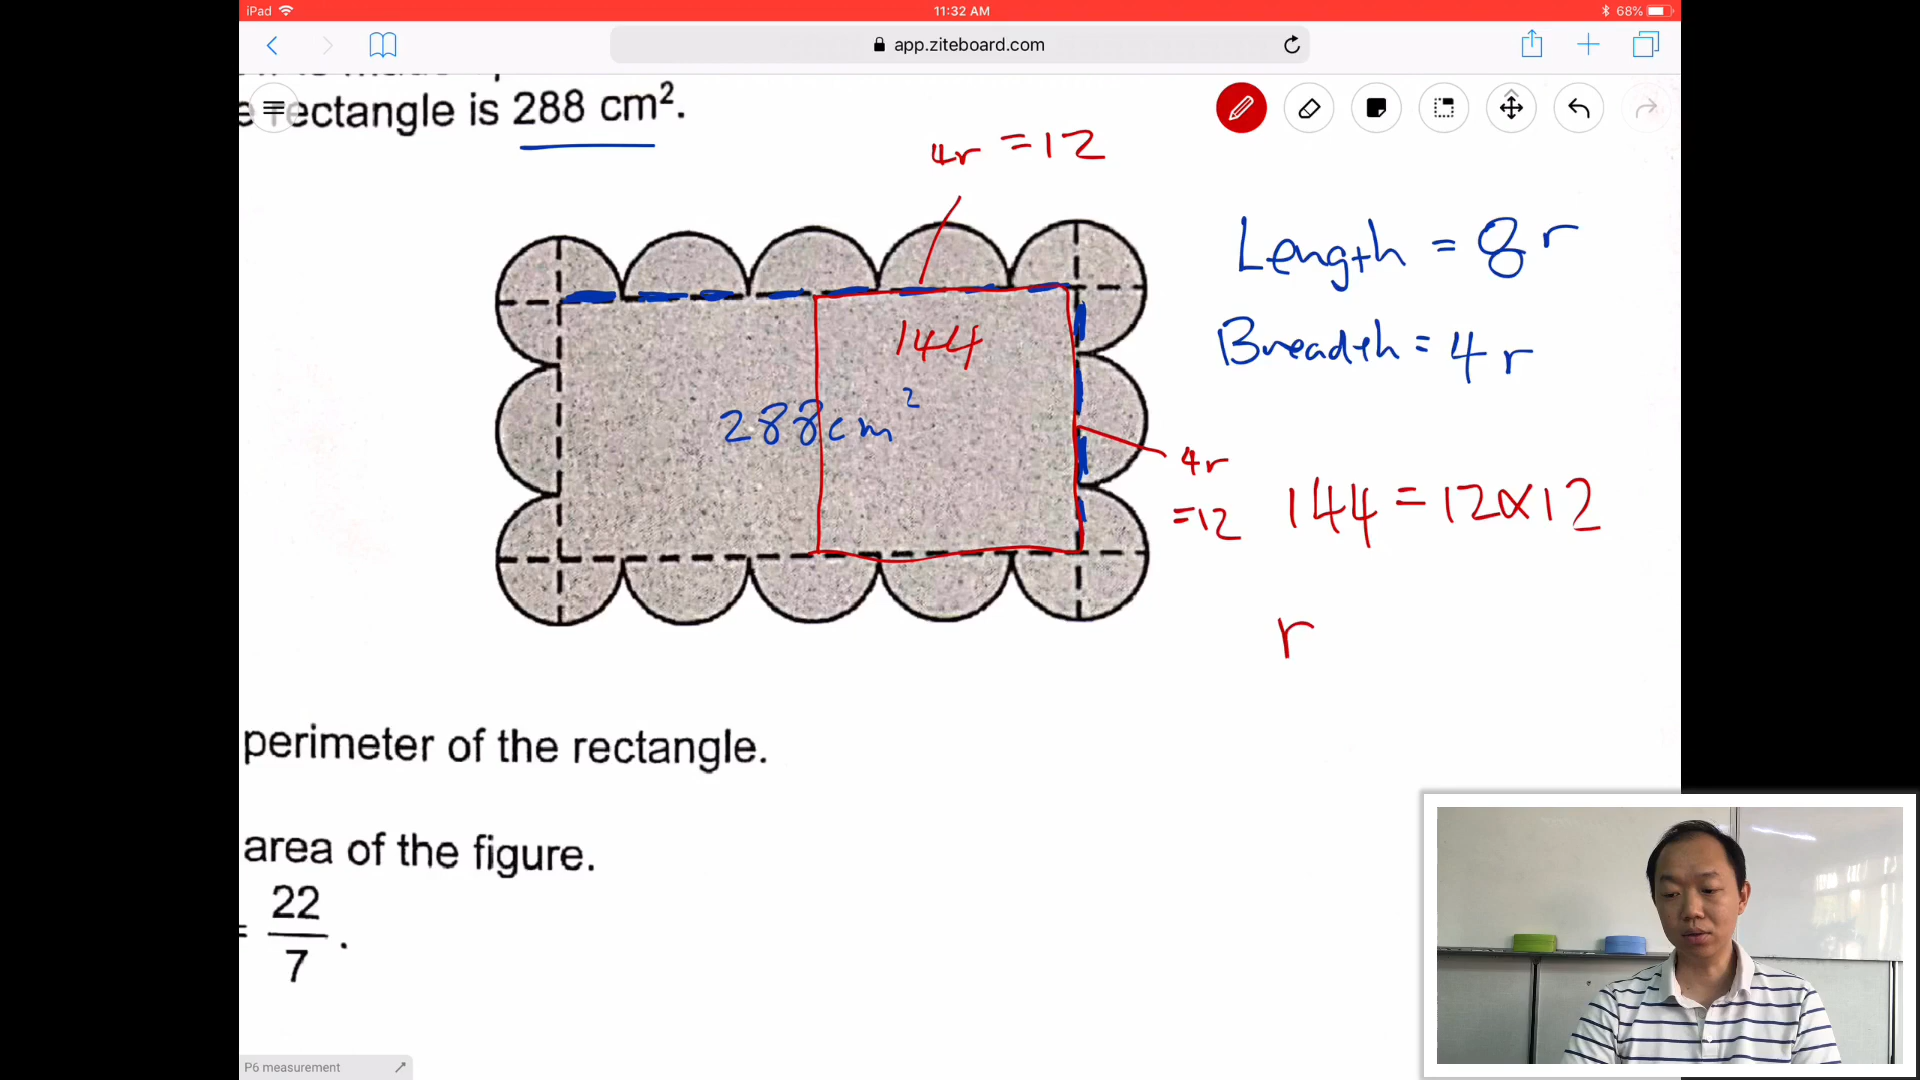 iPad 11:32 AM 68%
app.ziteboard.com
rectangle is 288 cm².
4r = 12
Length = 8r
Breadth = 4r
144
288cm²
4r
= 12
144 = 12 × 12
r
perimeter of the rectangle.
area of the figure.
= 22/7 .
P6 measurement